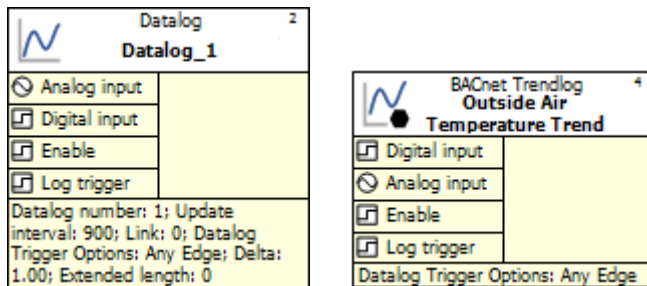 Datalog 2
Datalog_1
Analog input
Digital input
Enable
Log trigger
Datalog number: 1; Update
interval: 900; Link: 0; Datalog
Trigger Options: Any Edge; Delta:
1.00; Extended length: 0
BACnet Trendlog 4
Outside Air
Temperature Trend
Digital input
Analog input
Enable
Log trigger
Datalog Trigger Options: Any Edge